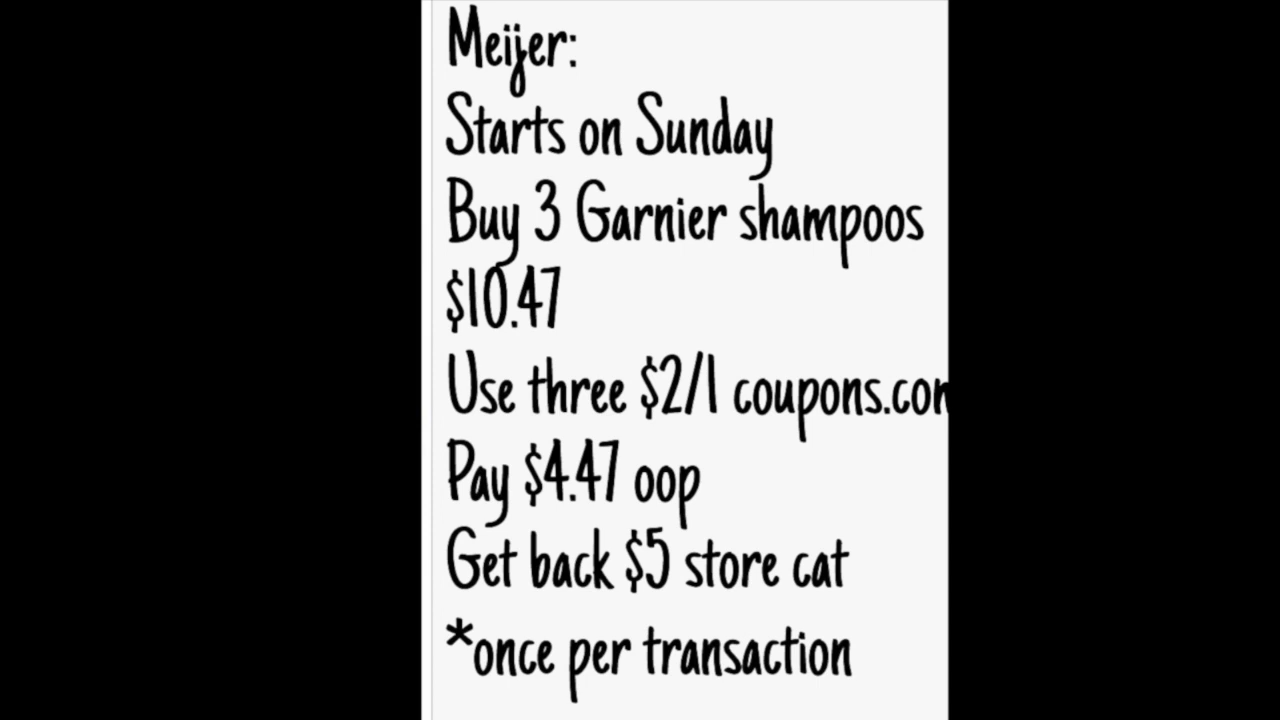 Meijer:
Starts on Sunday
Buy 3 Garnier shampoos
$10.47
Use three $2/1 coupons.com
Pay $4.47 oop
Get back $5 store cat
*once per transaction